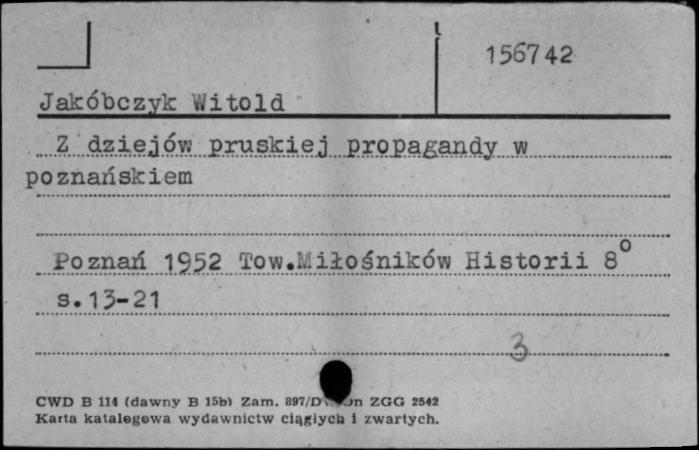 156742
Jakóbczyk Witold
Z dziejów pruskiej propagandy w
poznańskiem
Poznań 1952 Tow.Miłośników Historii 8°
s.13-21
3
CWD B 114 (dawny B 15b) Zam. 897/D ZGG 2542
Karta katalogowa wydawnictw ciągłych i zwartych.